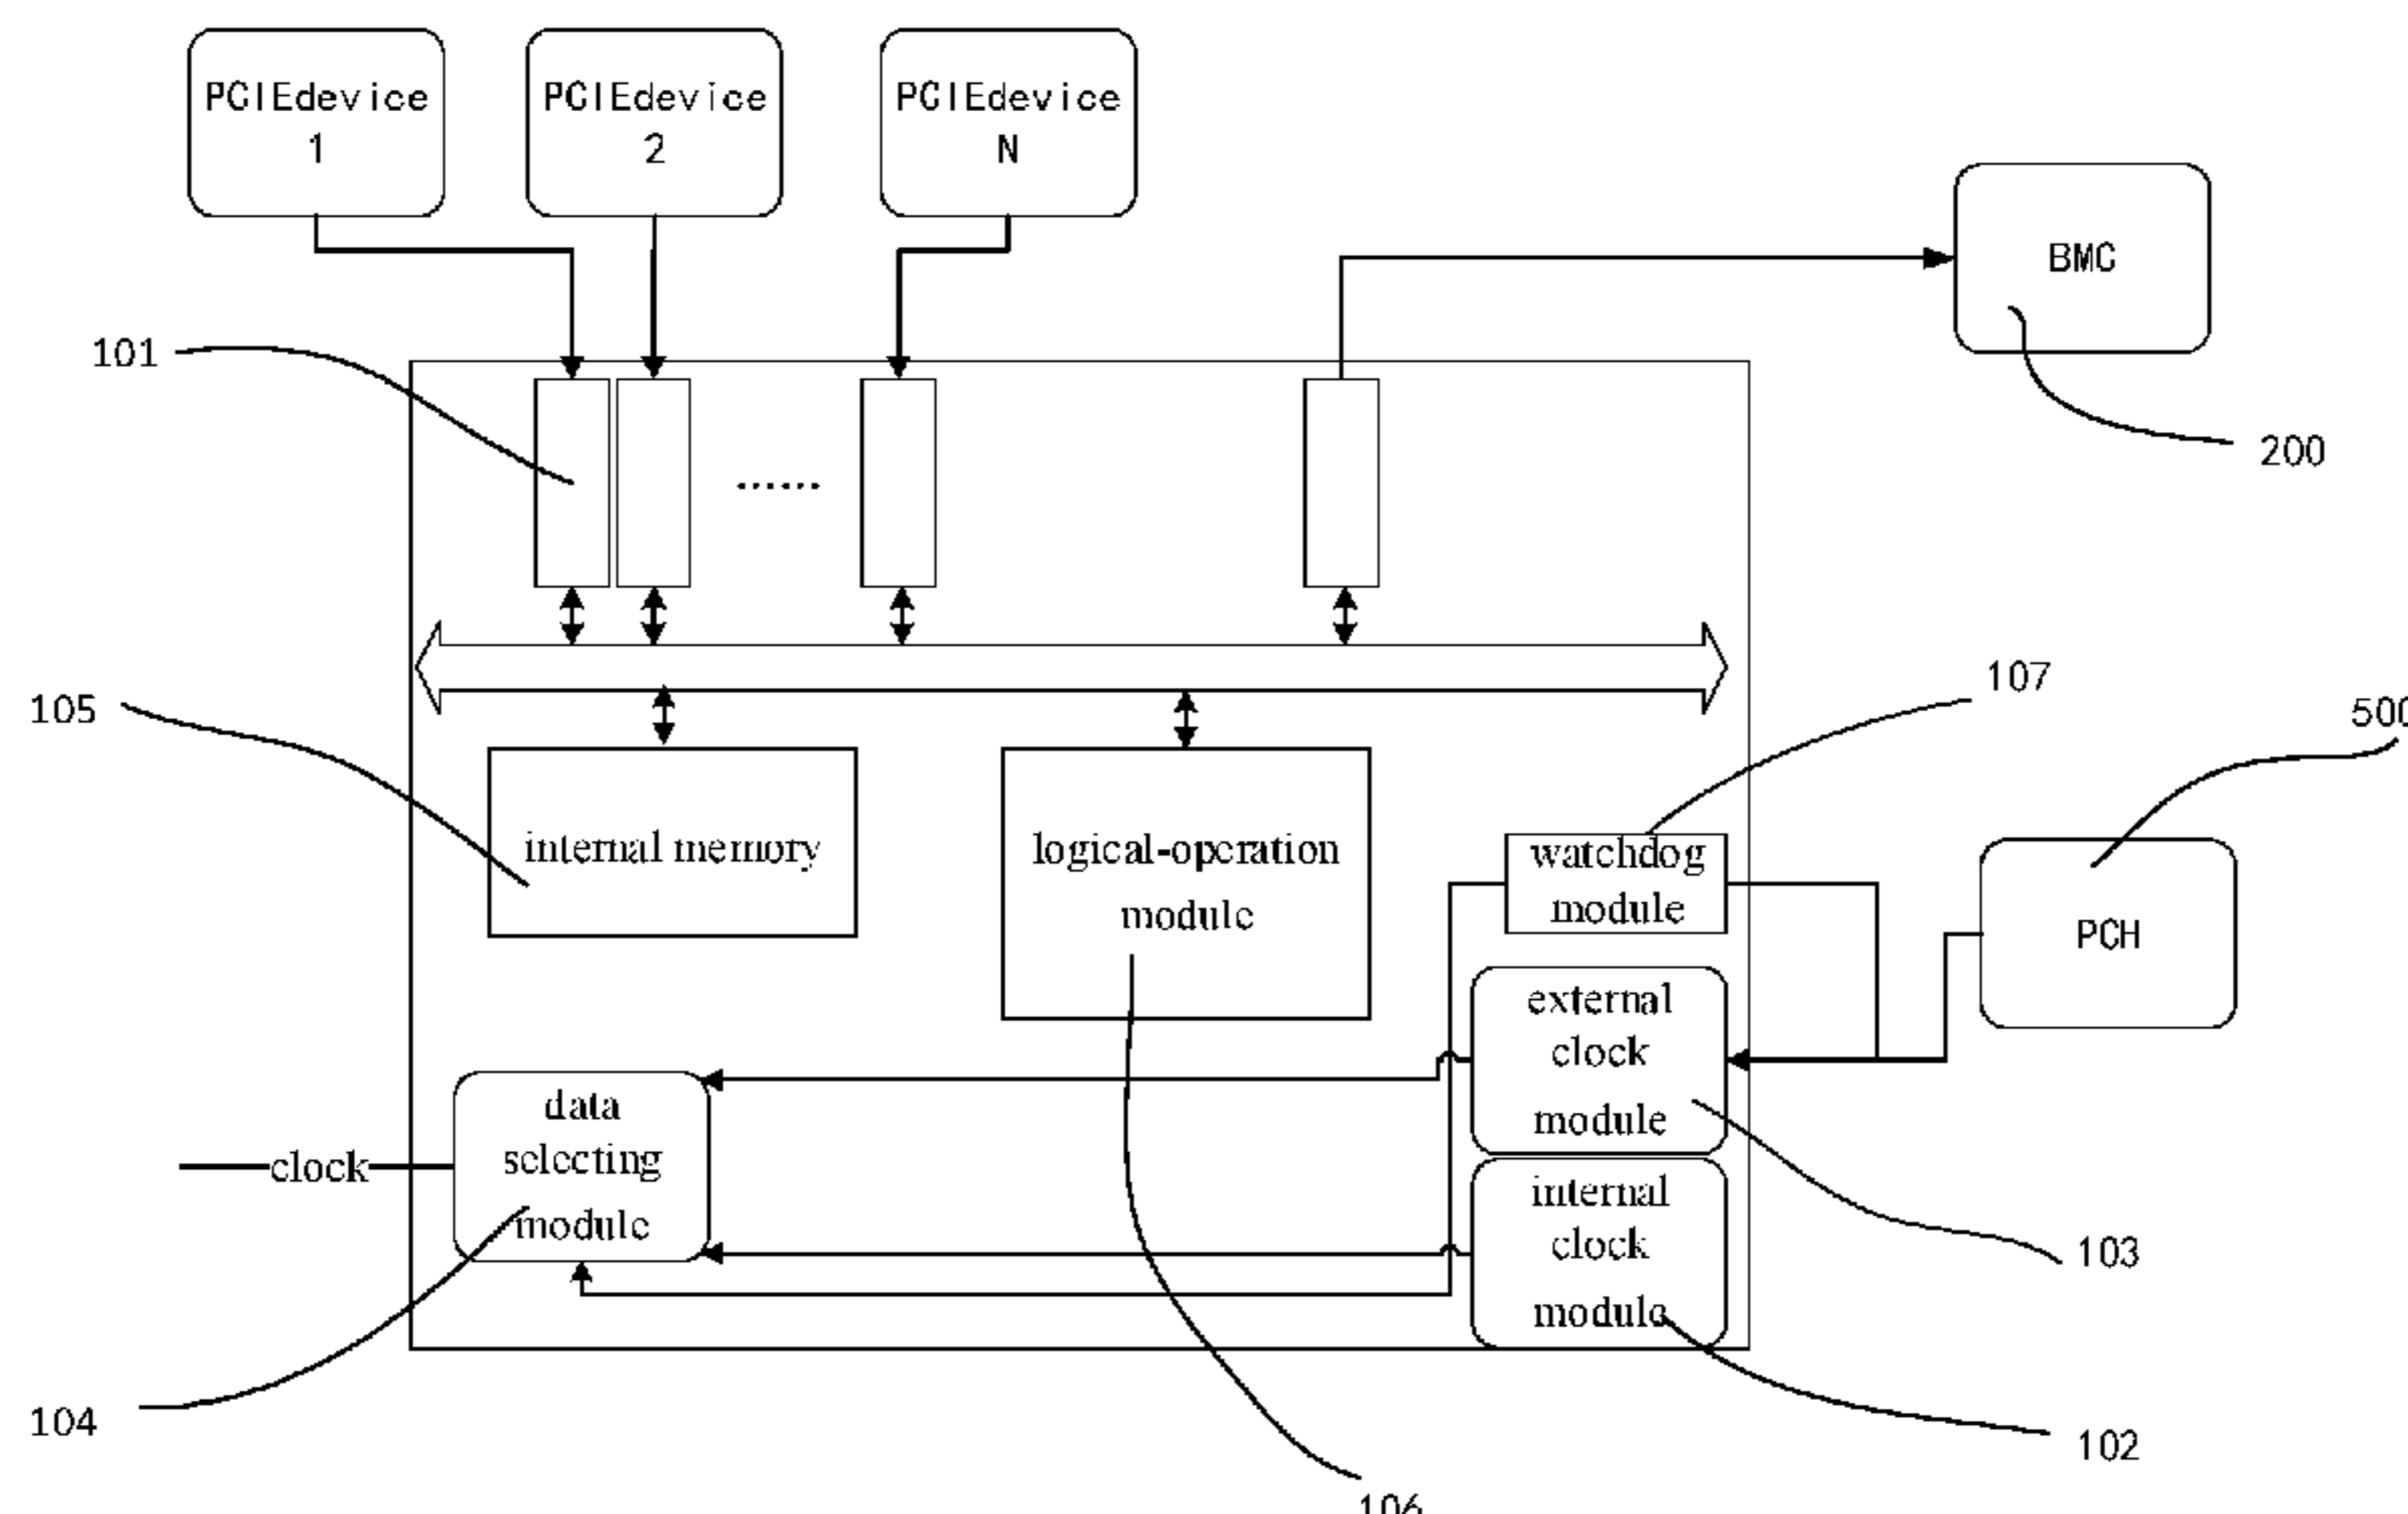 PCIEdevice
1
PCIEdevice
2
PCIEdevice
N
BMC
101
200
......
107
105
500
internal memory
logical-operation
module
watchdog
module
PCH
external
clock
module
data
selecting
module
clock
internal
clock
module
103
104
102
106